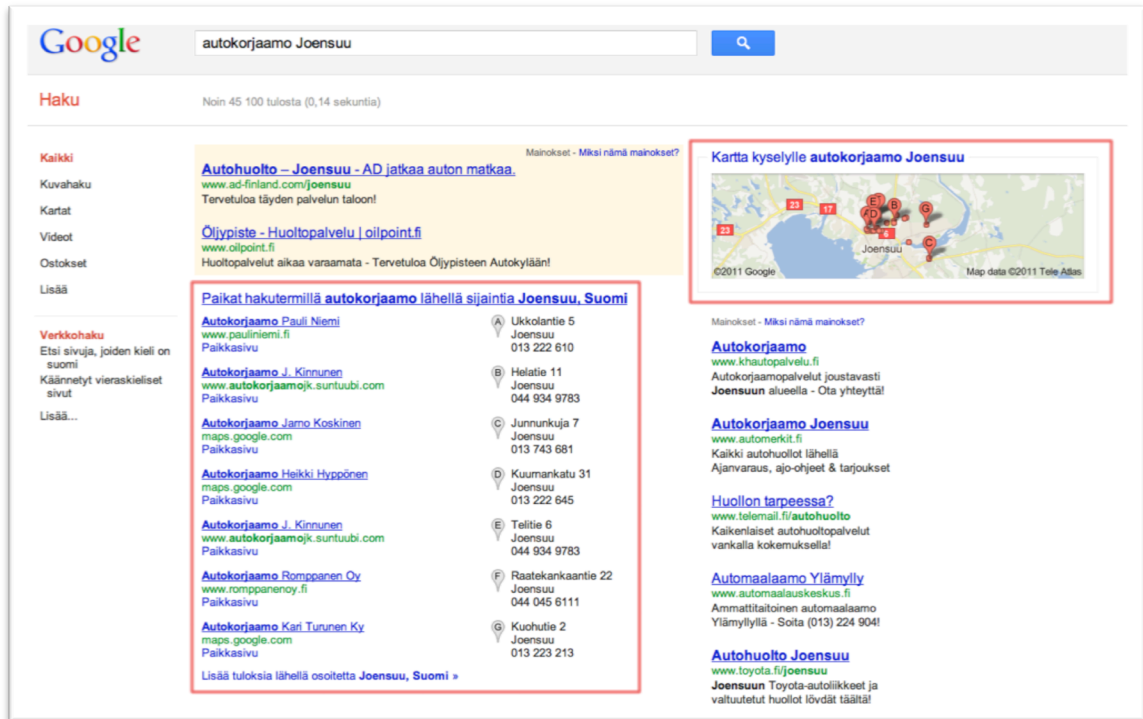 Google
autokorjaamo Joensuu
Haku
Noin 45 100 tulosta (0,14 sekuntia)
Kaikki
Kuvahaku
Kartat
Videot
Ostokset
Lisää
Verkkohaku
Etsi sivuja, joiden kieli on
suomi
Käännetyt vieraskieliset
sivut
Lisää...
Mainokset - Miksi nämä mainokset?
Autohuolto – Joensuu - AD jatkaa auton matkaa.
www.ad-finland.com/joensuu
Tervetuloa täyden palvelun taloon!
Öljypiste - Huoltopalvelu | oilpoint.fi
www.oilpoint.fi
Huoltopalvelut aikaa varaamata - Tervetuloa Öljypisteen Autokylään!
Paikat hakutermillä autokorjaamo lähellä sijaintia Joensuu, Suomi
Autokorjaamo Pauli Niemi
www.pauliniemi.fi
Paikkasivu
A Ukkolantie 5
Joensuu
013 222 610
Autokorjaamo J. Kinnunen
www.autokorjaamojk.suntuubi.com
Paikkasivu
B Helatie 11
Joensuu
044 934 9783
Autokorjaamo Jarno Koskinen
maps.google.com
Paikkasivu
C Junnunkuja 7
Joensuu
013 743 681
Autokorjaamo Heikki Hyppönen
maps.google.com
Paikkasivu
D Kuurnankatu 31
Joensuu
013 222 645
Autokorjaamo J. Kinnunen
www.autokorjaamojk.suntuubi.com
Paikkasivu
E Telitie 6
Joensuu
044 934 9783
Autokorjaamo Romppanen Oy
www.romppanenoy.fi
Paikkasivu
F Raatekankaantie 22
Joensuu
044 045 6111
Autokorjaamo Kari Turunen Ky
maps.google.com
Paikkasivu
G Kuohutie 2
Joensuu
013 223 213
Lisää tuloksia lähellä osoitetta Joensuu, Suomi »
Kartta kyselylle autokorjaamo Joensuu
23
17
E
B
G
D
23
6
C
Joensuu
©2011 Google
Map data ©2011 Tele Atlas
Mainokset - Miksi nämä mainokset?
Autokorjaamo
www.khautopalvelu.fi
Autokorjaamopalvelut joustavasti
Joensuun alueella - Ota yhteyttä!
Autokorjaamo Joensuu
www.automerkit.fi
Kaikki autohuollot lähellä
Ajanvaraus, ajo-ohjeet & tarjoukset
Huollon tarpeessa?
www.telemail.fi/autohuolto
Kaikenlaiset autohuoltopalvelut
vankalla kokemuksella!
Automaalaamo Ylämylly
www.automaalauskeskus.fi
Ammattitaitoinen automaalaamo
Ylämyllyllä - Soita (013) 224 904!
Autohuolto Joensuu
www.toyota.fi/joensuu
Joensuun Toyota-autoliikkeet ja
valtuutetut huollot löydät täältä!